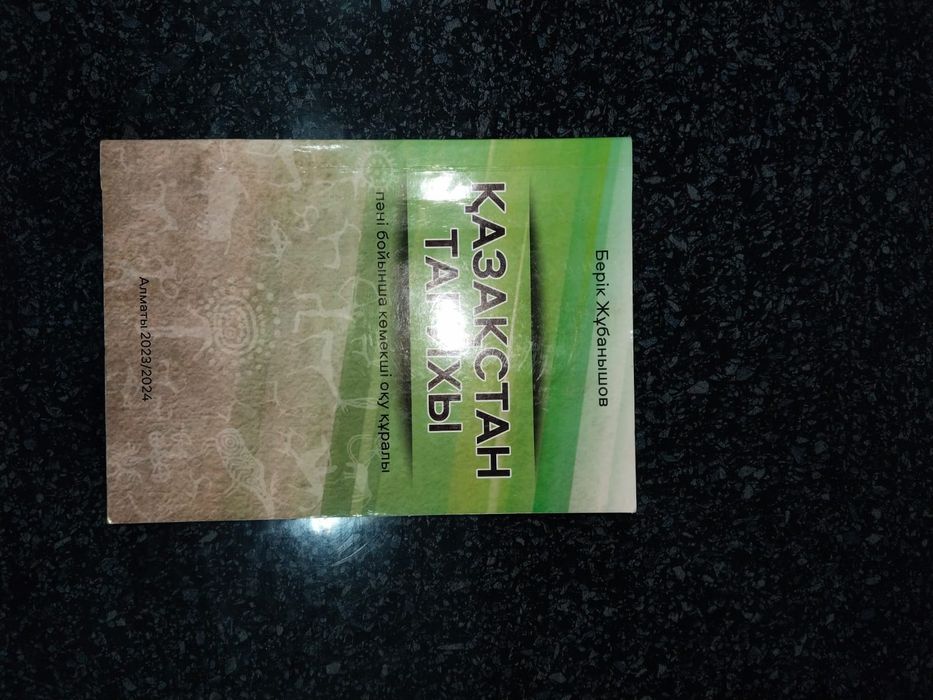 Берік Жұбанышов
ҚАЗАҚСТАН
ТАРИХЫ
пәні бойынша көмекші оқу құралы
Алматы 2023/2024